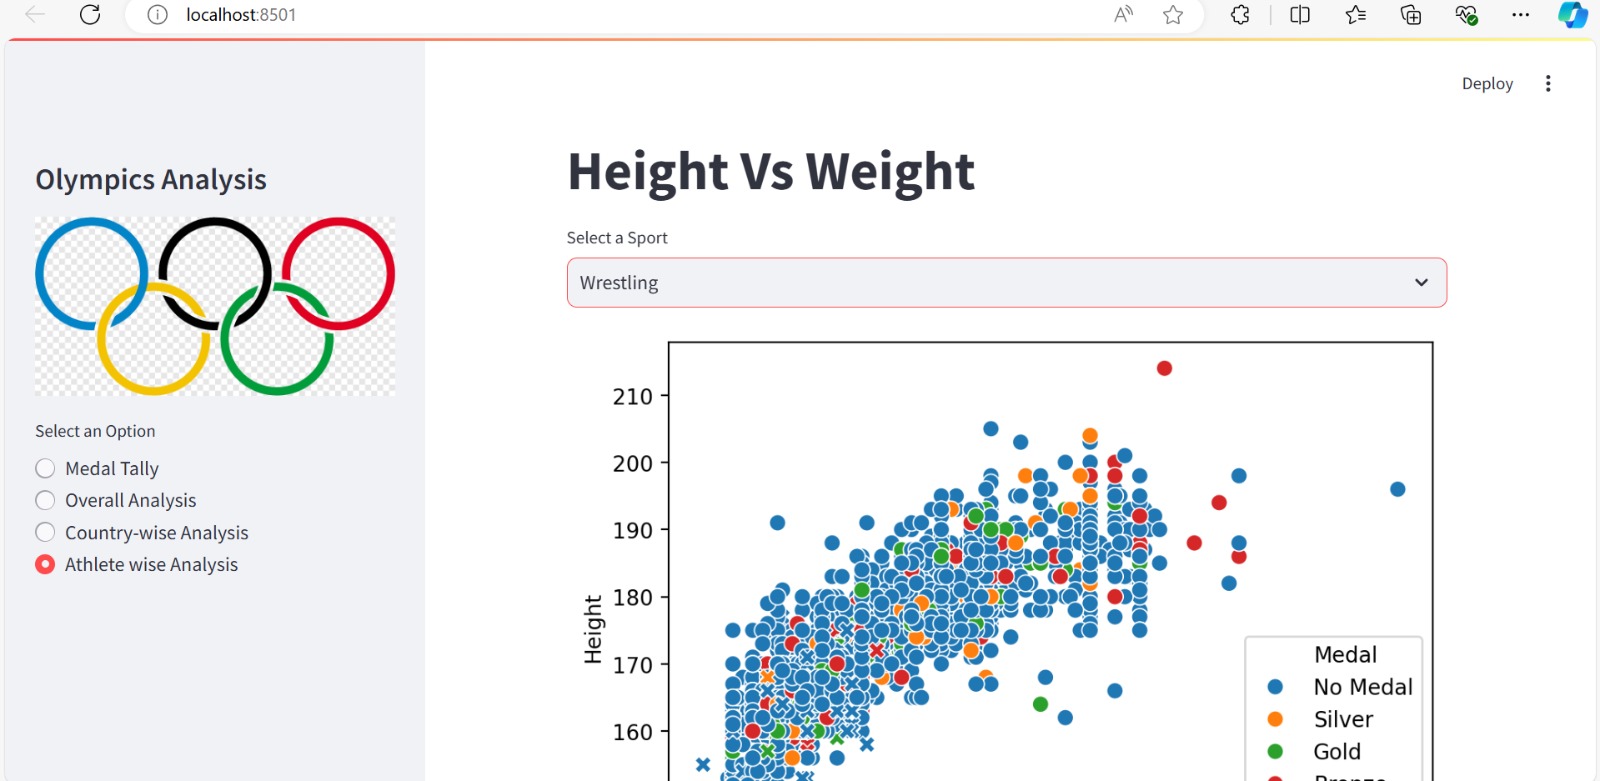 localhost:8501
Deploy
Olympics Analysis
Select an Option
Medal Tally
Overall Analysis
Country-wise Analysis
Athlete wise Analysis
Height Vs Weight
Select a Sport
Wrestling
210
200
190
180
170
160
Height
Medal
No Medal
Silver
Gold
Bronze